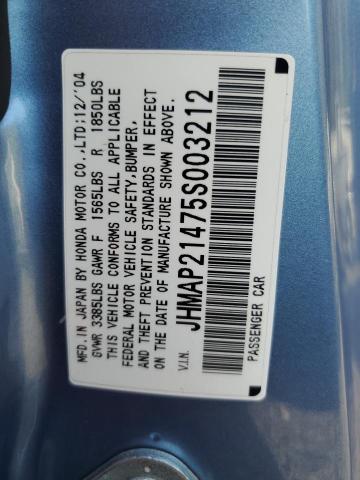 MFD.IN JAPAN BY HONDA MOTOR CO.,LTD:12/'04
GVWR 3385LBS GAWR F 1565LBS R 1850LBS
THIS VEHICLE CONFORMS TO ALL APPLICABLE
FEDERAL MOTOR VEHICLE SAFETY,BUMPER,
AND THEFT PREVENTION STANDARDS IN EFFECT
ON THE DATE OF MANUFACTURE SHOWN ABOVE.
V.I.N. JHMAP21475S003212
PASSENGER CAR